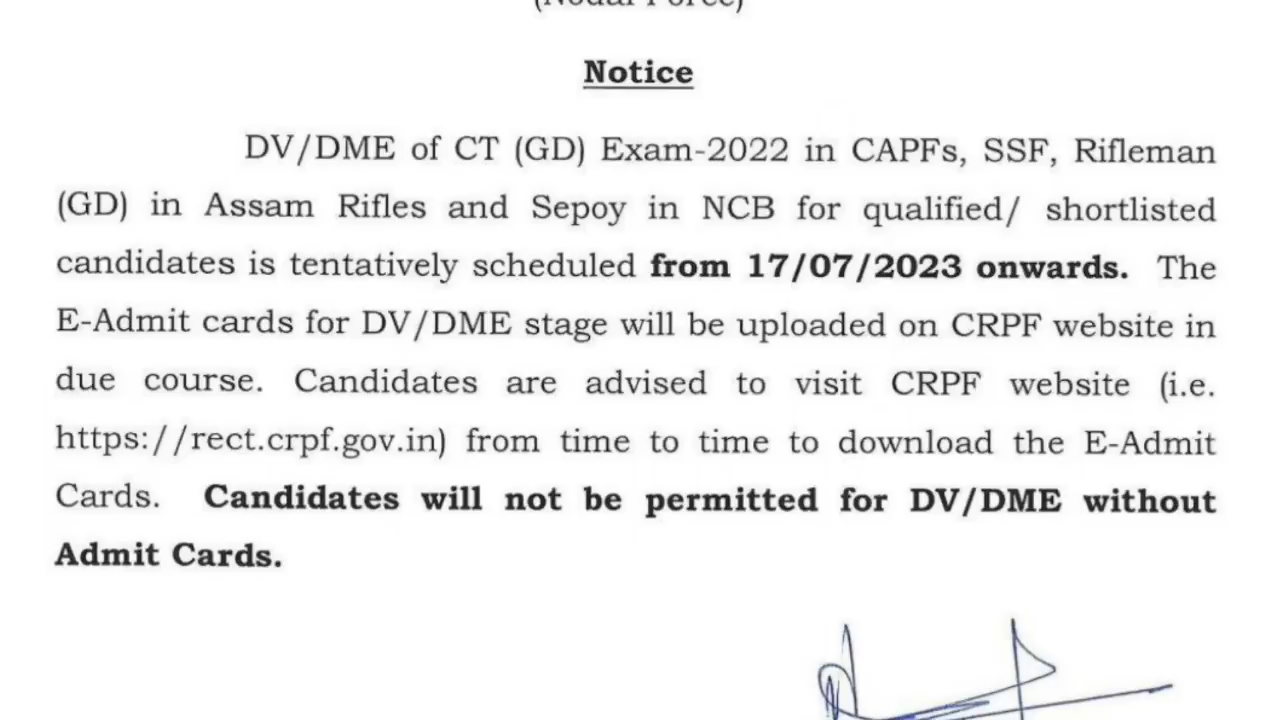 (Nodal Force)
Notice
DV/DME of CT (GD) Exam-2022 in CAPFs, SSF, Rifleman
(GD) in Assam Rifles and Sepoy in NCB for qualified/ shortlisted
candidates is tentatively scheduled from 17/07/2023 onwards. The
E-Admit cards for DV/DME stage will be uploaded on CRPF website in
due course. Candidates are advised to visit CRPF website (i.e.
https://rect.crpf.gov.in) from time to time to download the E-Admit
Cards. Candidates will not be permitted for DV/DME without
Admit Cards.